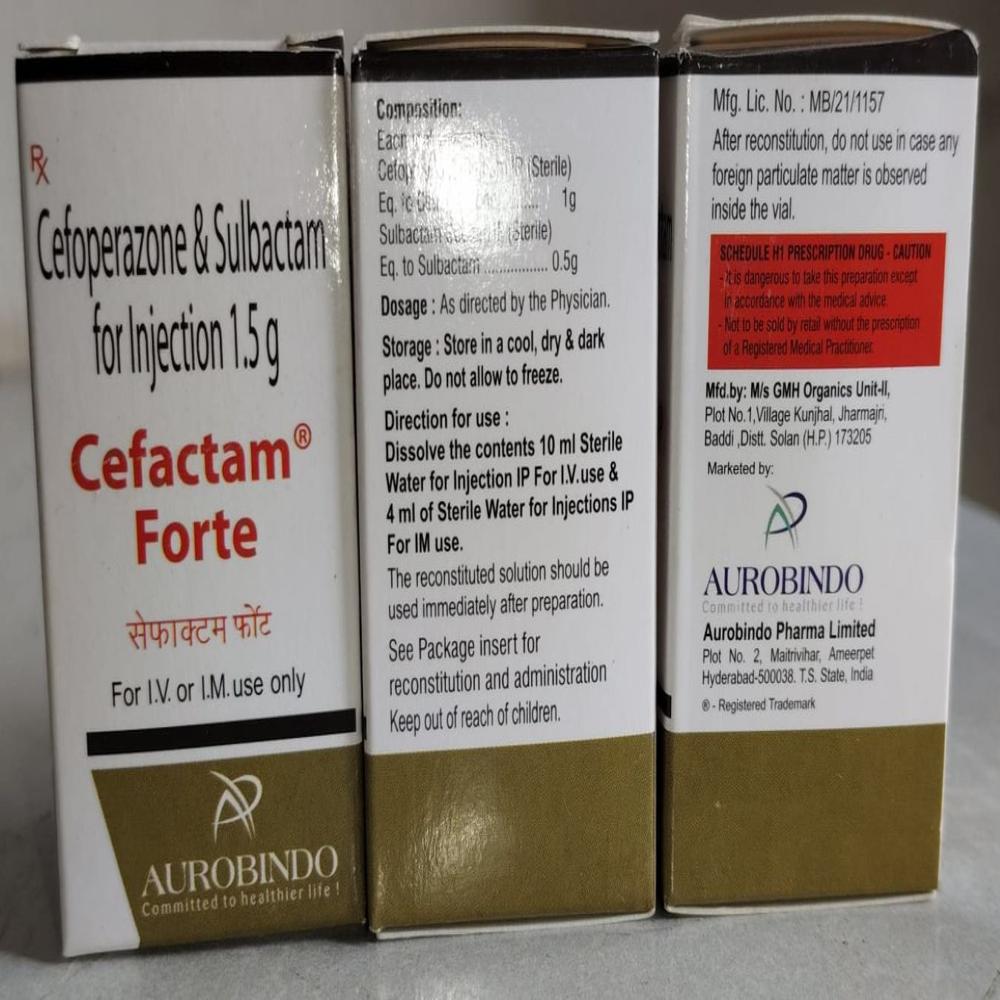 Rx
Cefoperazone & Sulbactam
for Injection 1.5 g
Cefactam®
Forte
सेफाक्टम फोर्ट
For I.V. or I.M. use only
AUROBINDO
Committed to healthier life !
Composition:
(Sterile)
Eq. to 1g
Sulbactam (Sterile)
Eq. to Sulbactam ................. 0.5g
Dosage : As directed by the Physician.
Storage : Store in a cool, dry & dark
place. Do not allow to freeze.
Direction for use :
Dissolve the contents 10 ml Sterile
Water for Injection IP For I.V. use &
4 ml of Sterile Water for Injections IP
For IM use.
The reconstituted solution should be
used immediately after preparation.
See Package insert for
reconstitution and administration
Keep out of reach of children.
Mfg. Lic. No. : MB/21/1157
After reconstitution, do not use in case any
foreign particulate matter is observed
inside the vial.
SCHEDULE H1 PRESCRIPTION DRUG - CAUTION
- It is dangerous to take this preparation except
in accordance with the medical advice.
- Not to be sold by retail without the prescription
of a Registered Medical Practitioner.
Mfd.by: M/s GMH Organics Unit-II,
Plot No.1,Village Kunjhal, Jharmajri,
Baddi ,Distt. Solan (H.P.) 173205
Marketed by:
AUROBINDO
Committed to healthier life !
Aurobindo Pharma Limited
Plot No. 2, Maitrivihar, Ameerpet
Hyderabad-500038. T.S. State, India
® - Registered Trademark